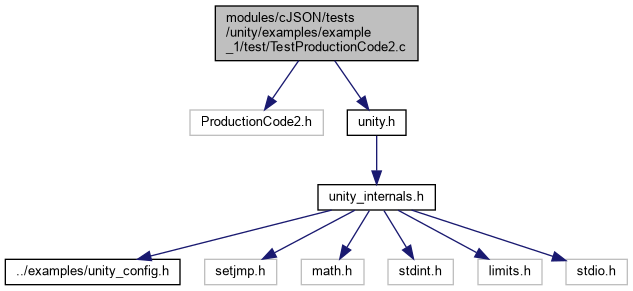 modules/cJSON/tests
/unity/examples/example
_1/test/TestProductionCode2.c
ProductionCode2.h
unity.h
unity_internals.h
../examples/unity_config.h
setjmp.h
math.h
stdint.h
limits.h
stdio.h